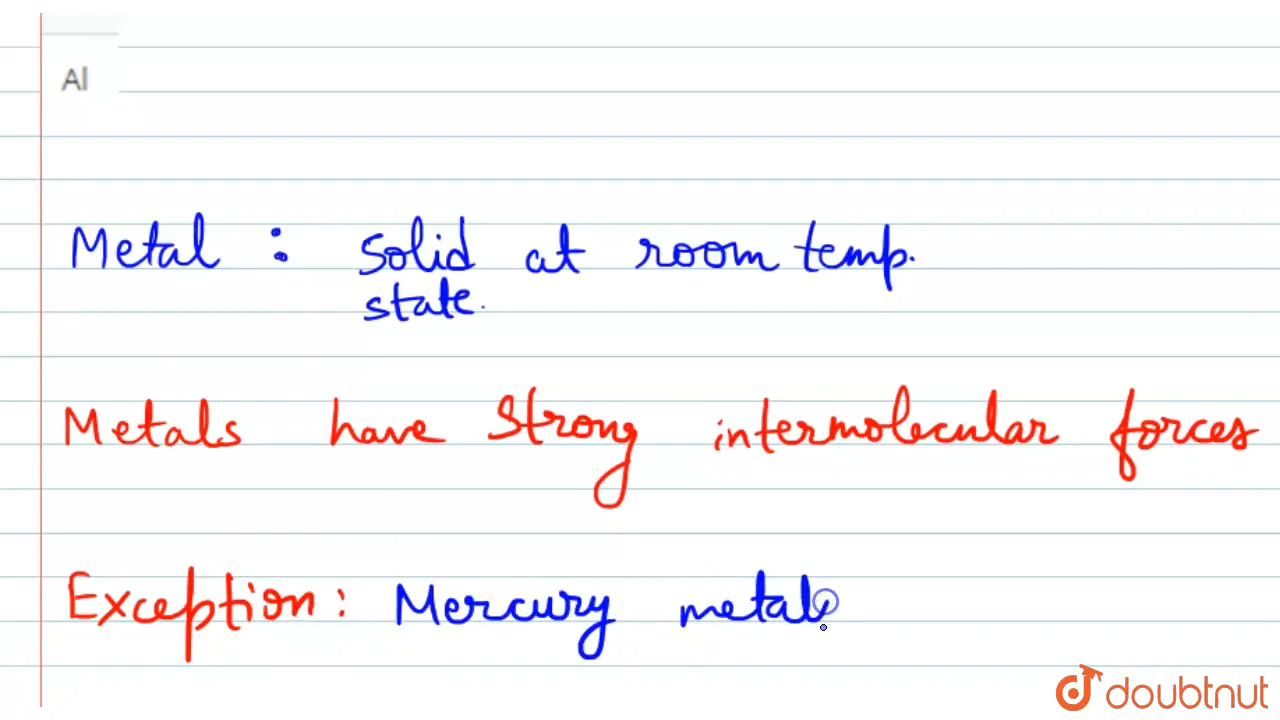 Al
Metal : Solid at room temp.
state.
Metals have Strong intermolecular forces
Exception : Mercury metal
doubtnut